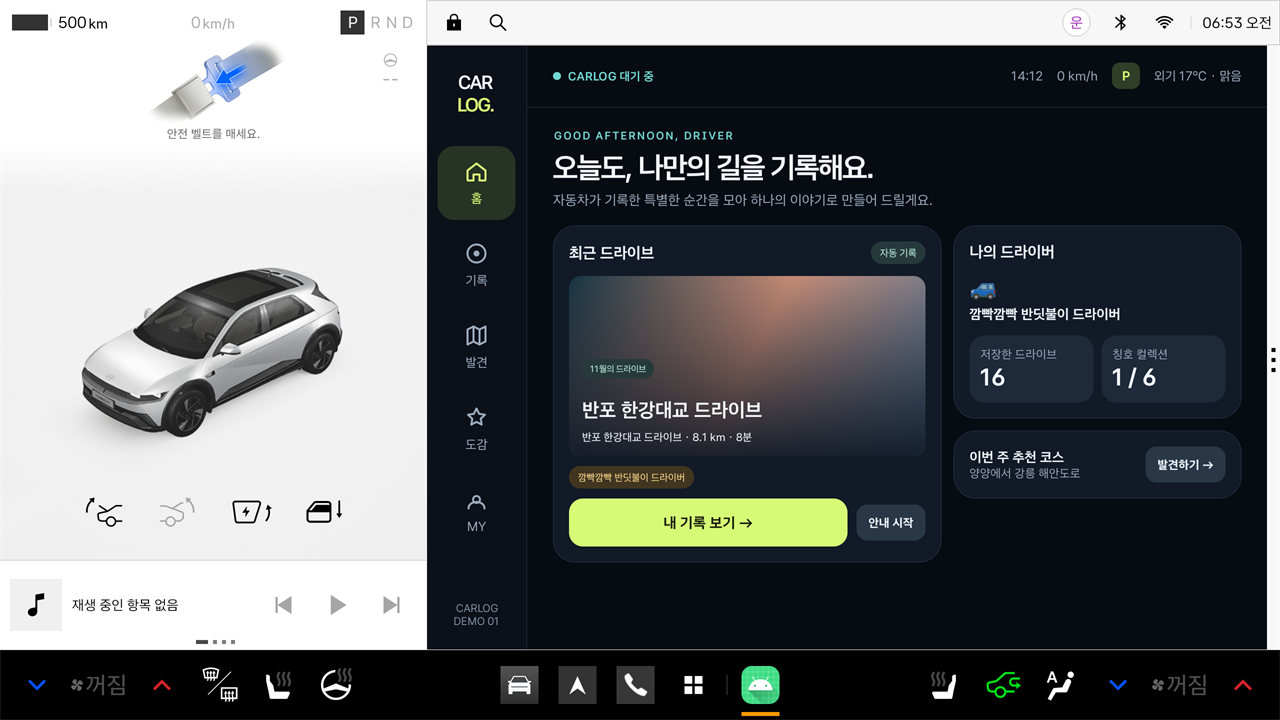 500 km
0 km/h
P R N D
운
06:53 오전
안전 벨트를 매세요.
재생 중인 항목 없음
CAR
LOG.
홈
기록
발견
도감
MY
CARLOG
DEMO 01
CARLOG 대기 중
14:12 0 km/h P 외기 17°C · 맑음
GOOD AFTERNOON, DRIVER
오늘도, 나만의 길을 기록해요.
자동차가 기록한 특별한 순간을 모아 하나의 이야기로 만들어 드릴게요.
최근 드라이브
자동 기록
11월의 드라이브
반포 한강대교 드라이브
반포 한강대교 드라이브 · 8.1 km · 8분
깜빡깜빡 반딧불이 드라이버
내 기록 보기 →
안내 시작
나의 드라이버
깜빡깜빡 반딧불이 드라이버
저장한 드라이브
16
칭호 컬렉션
1 / 6
이번 주 추천 코스
양양에서 강릉 해안도로
발견하기 →
꺼짐
A
꺼짐